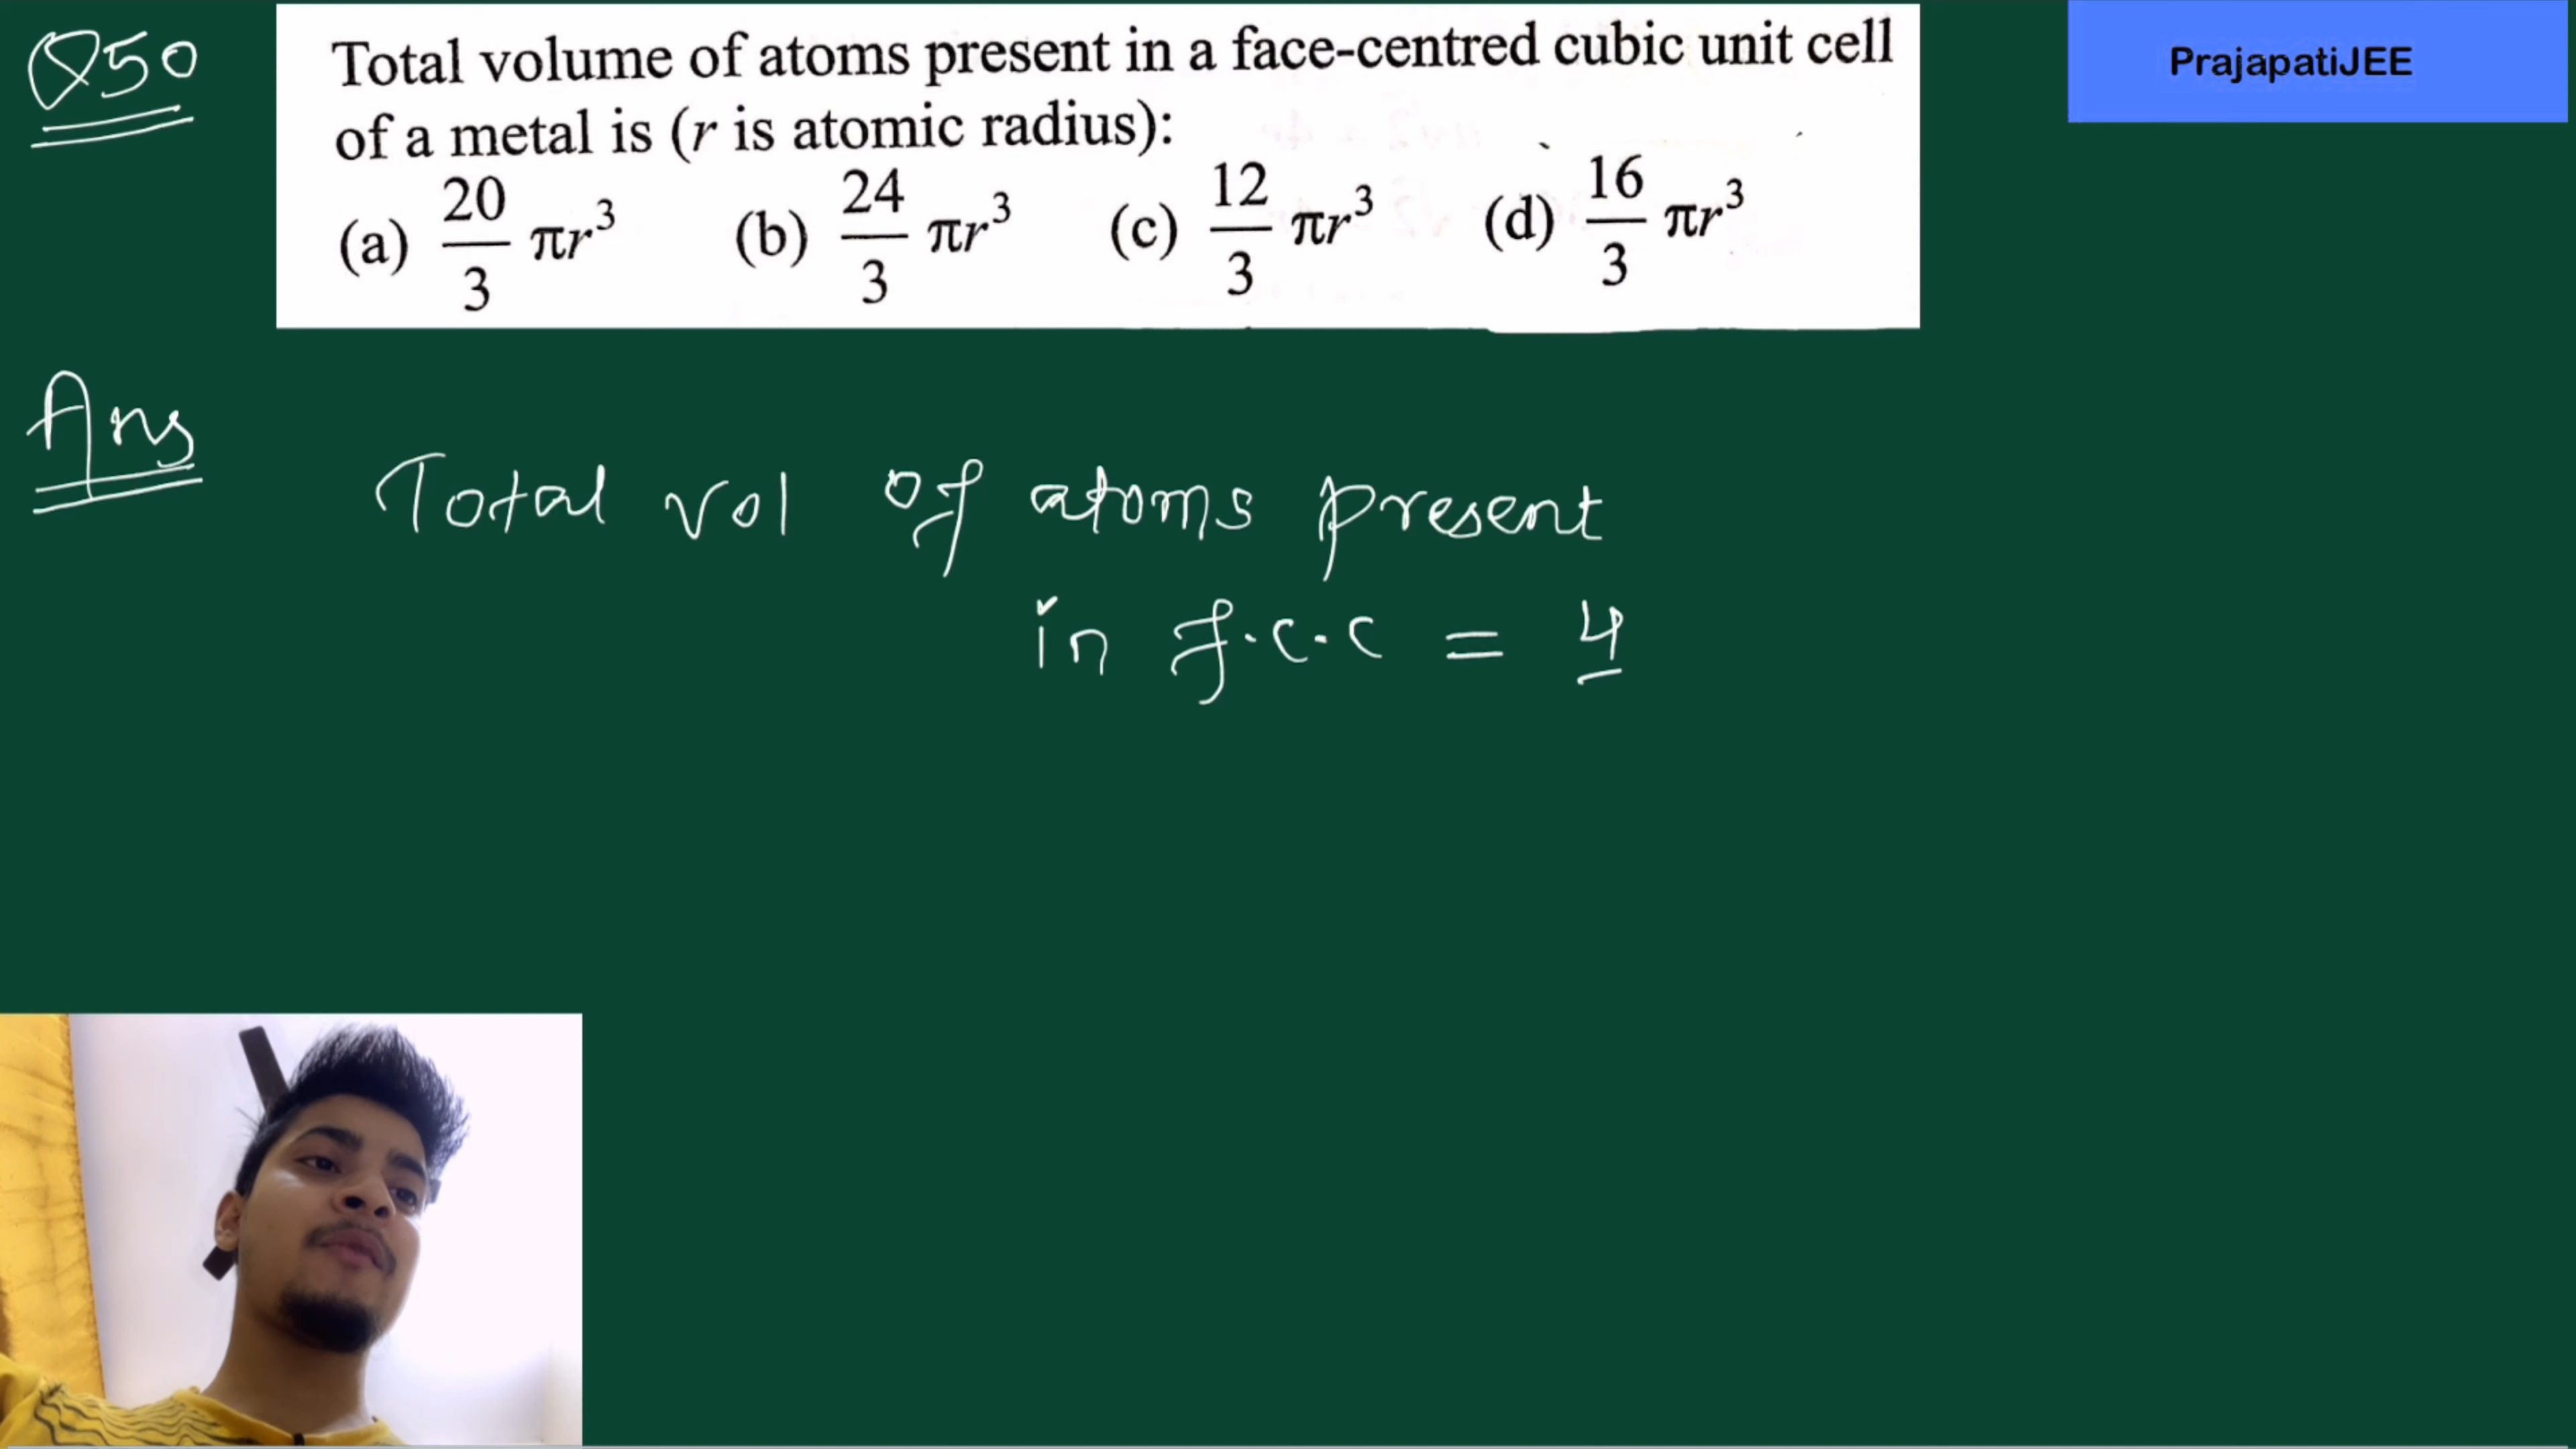 Q50
Total volume of atoms present in a face-centred cubic unit cell
of a metal is (r is atomic radius):
(a) 20/3 πr³ (b) 24/3 πr³ (c) 12/3 πr³ (d) 16/3 πr³
PrajapatiJEE
Ans
Total vol of atoms present
in f.c.c = 4